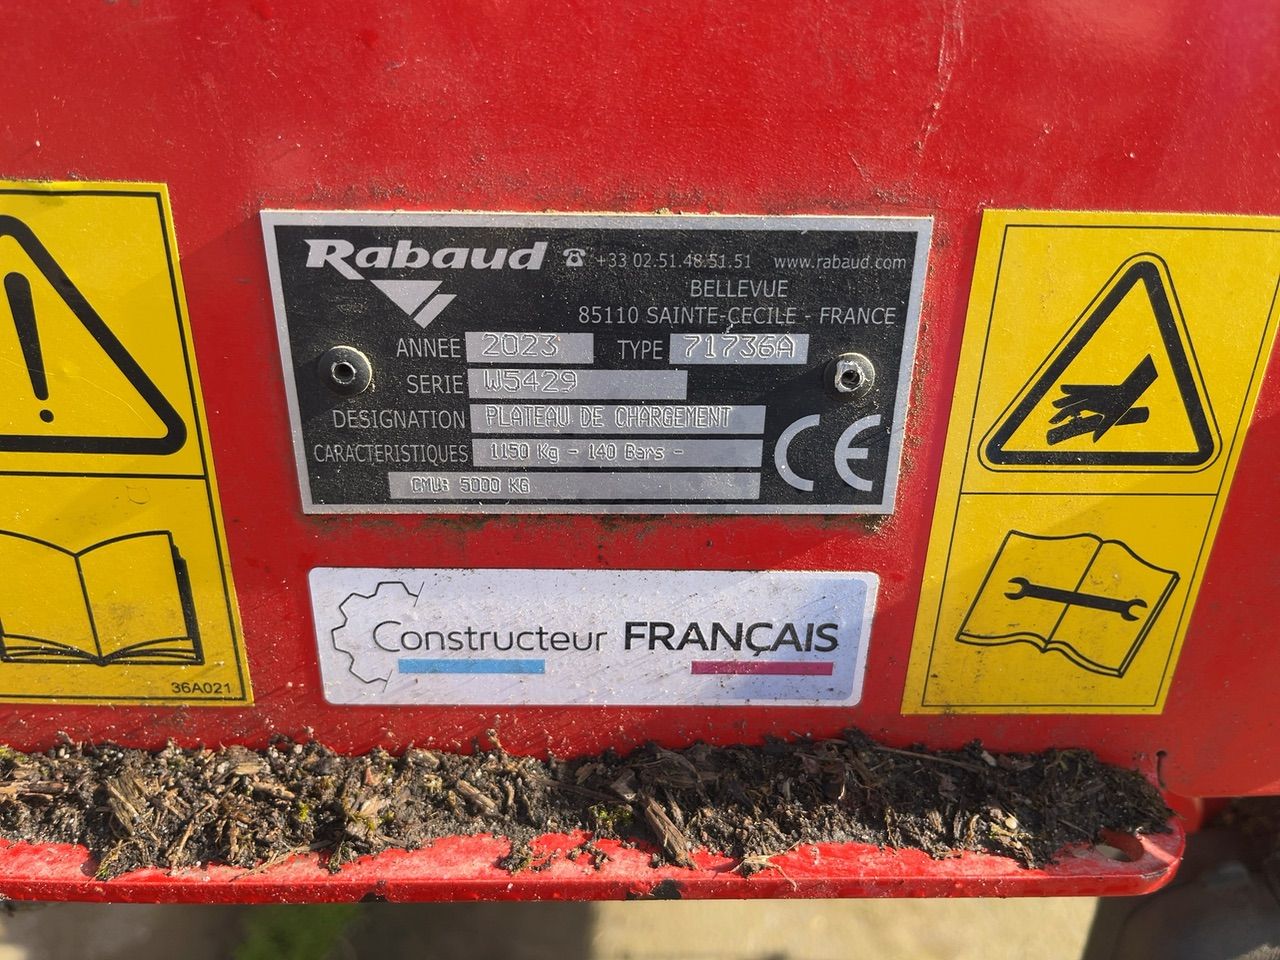 Rabaud ☎ +33 02.51.48.51.51 www.rabaud.com
BELLEVUE
85110 SAINTE-CECILE - FRANCE
ANNEE 2023 TYPE 71736A
SERIE W5429
DESIGNATION PLATEAU DE CHARGEMENT
CARACTERISTIQUES 1150 Kg - 140 Bars -
CMU: 5000 KG
CE
Constructeur FRANÇAIS
36A021